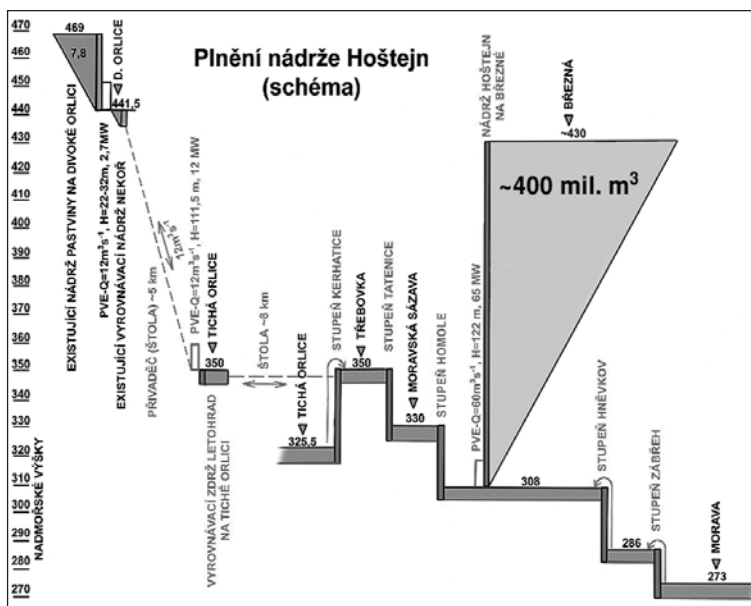 Plnění nádrže Hoštejn
(schéma)
NADMOŘSKÉ VÝŠKY
470
460
450
440
430
420
410
400
390
380
370
360
350
340
330
320
310
300
290
280
270
469
7,8
D. ORLICE
441,5
EXISTUJÍCÍ NÁDRŽ PASTVINY NA DIVOKÉ ORLICI
PVE-Q=12m³s⁻¹, H=22-32m, 2,7MW
EXISTUJÍCÍ VYROVNÁVACÍ NÁDRŽ NEKOŘ
PŘIVADĚČ (ŠTOLA) ~5 km
12m³s⁻¹
PVE-Q=12m³s⁻¹, H=111,5 m, 12 MW
TICHÁ ORLICE
350
VYROVNÁVACÍ ZDRŽ LETOHRAD
NA TICHÉ ORLICI
ŠTOLA ~8 km
TICHÁ ORLICE
325,5
STUPEŇ KERHATICE
TŘEBOVKA
350
STUPEŇ TATENICE
MORAVSKÁ SÁZAVA
330
STUPEŇ HOMOLE
PVE-Q=60m³s⁻¹, H=122 m, 65 MW
NÁDRŽ HOŠTEJN
NA BŘEZNÉ
BŘEZNÁ
~430
~400 mil. m³
308
STUPEŇ HNĚVKOV
286
STUPEŇ ZÁBŘEH
MORAVA
273